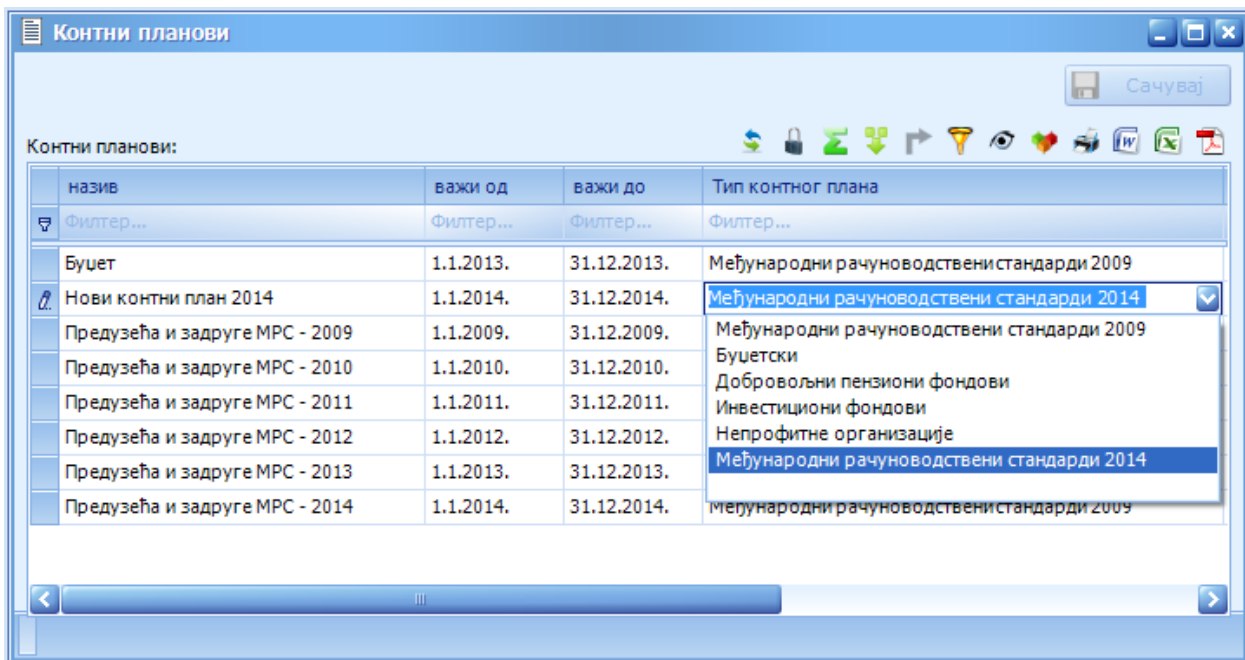 Контни планови
Сачувај
Контни планови:
назив важи од важи до Тип контног плана
Филтер... Филтер... Филтер... Филтер...
Буџет 1.1.2013. 31.12.2013. Међународни рачуноводствени стандарди 2009
Нови контни план 2014 1.1.2014. 31.12.2014. Међународни рачуноводствени стандарди 2014
Предузећа и задруге МРС - 2009 1.1.2009. 31.12.2009. Међународни рачуноводствени стандарди 2009
Предузећа и задруге МРС - 2010 1.1.2010. 31.12.2010. Буџетски
Добровољни пензиони фондови
Предузећа и задруге МРС - 2011 1.1.2011. 31.12.2011. Инвестициони фондови
Предузећа и задруге МРС - 2012 1.1.2012. 31.12.2012. Непрофитне организације
Предузећа и задруге МРС - 2013 1.1.2013. 31.12.2013. Међународни рачуноводствени стандарди 2014
Предузећа и задруге МРС - 2014 1.1.2014. 31.12.2014. Међународни рачуноводствени стандарди 2009